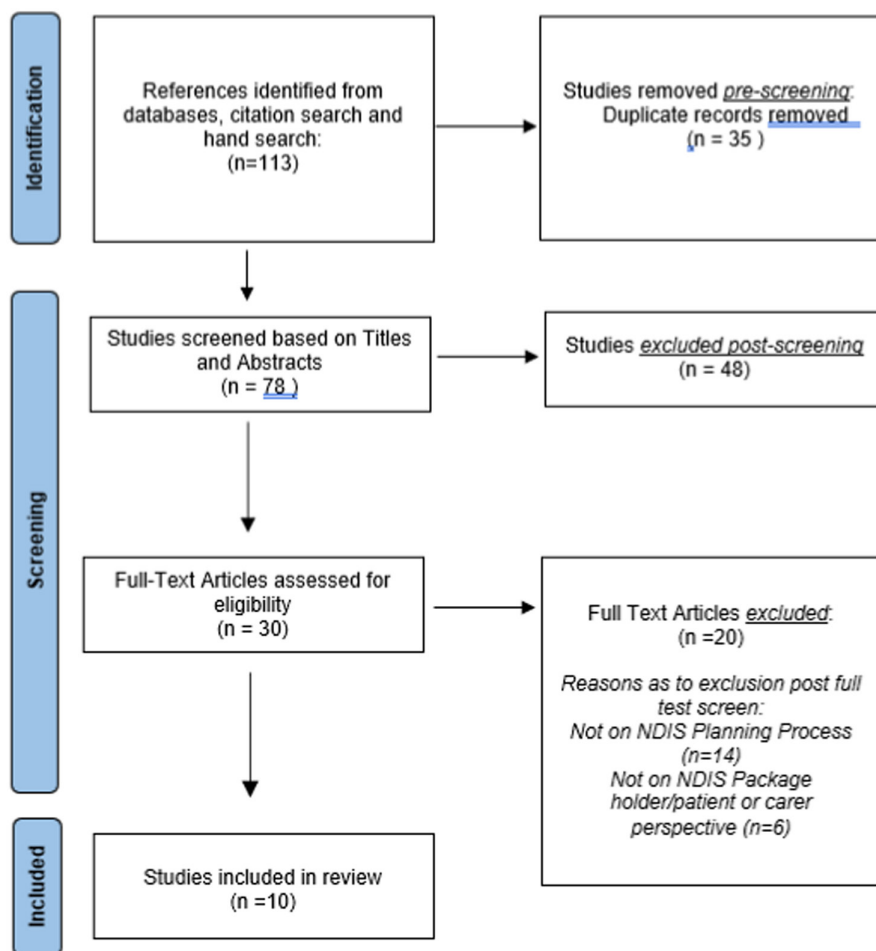 Identification
References identified from
databases, citation search and
hand search:
(n=113)
Studies removed pre-screening:
Duplicate records removed
(n = 35 )
Screening
Studies screened based on Titles
and Abstracts
(n = 78 )
Studies excluded post-screening
(n = 48)
Full-Text Articles assessed for
eligibility
(n = 30)
Full Text Articles excluded:
(n =20)
Reasons as to exclusion post full
test screen:
Not on NDIS Planning Process
(n=14)
Not on NDIS Package
holder/patient or carer
perspective (n=6)
Included
Studies included in review
(n =10)